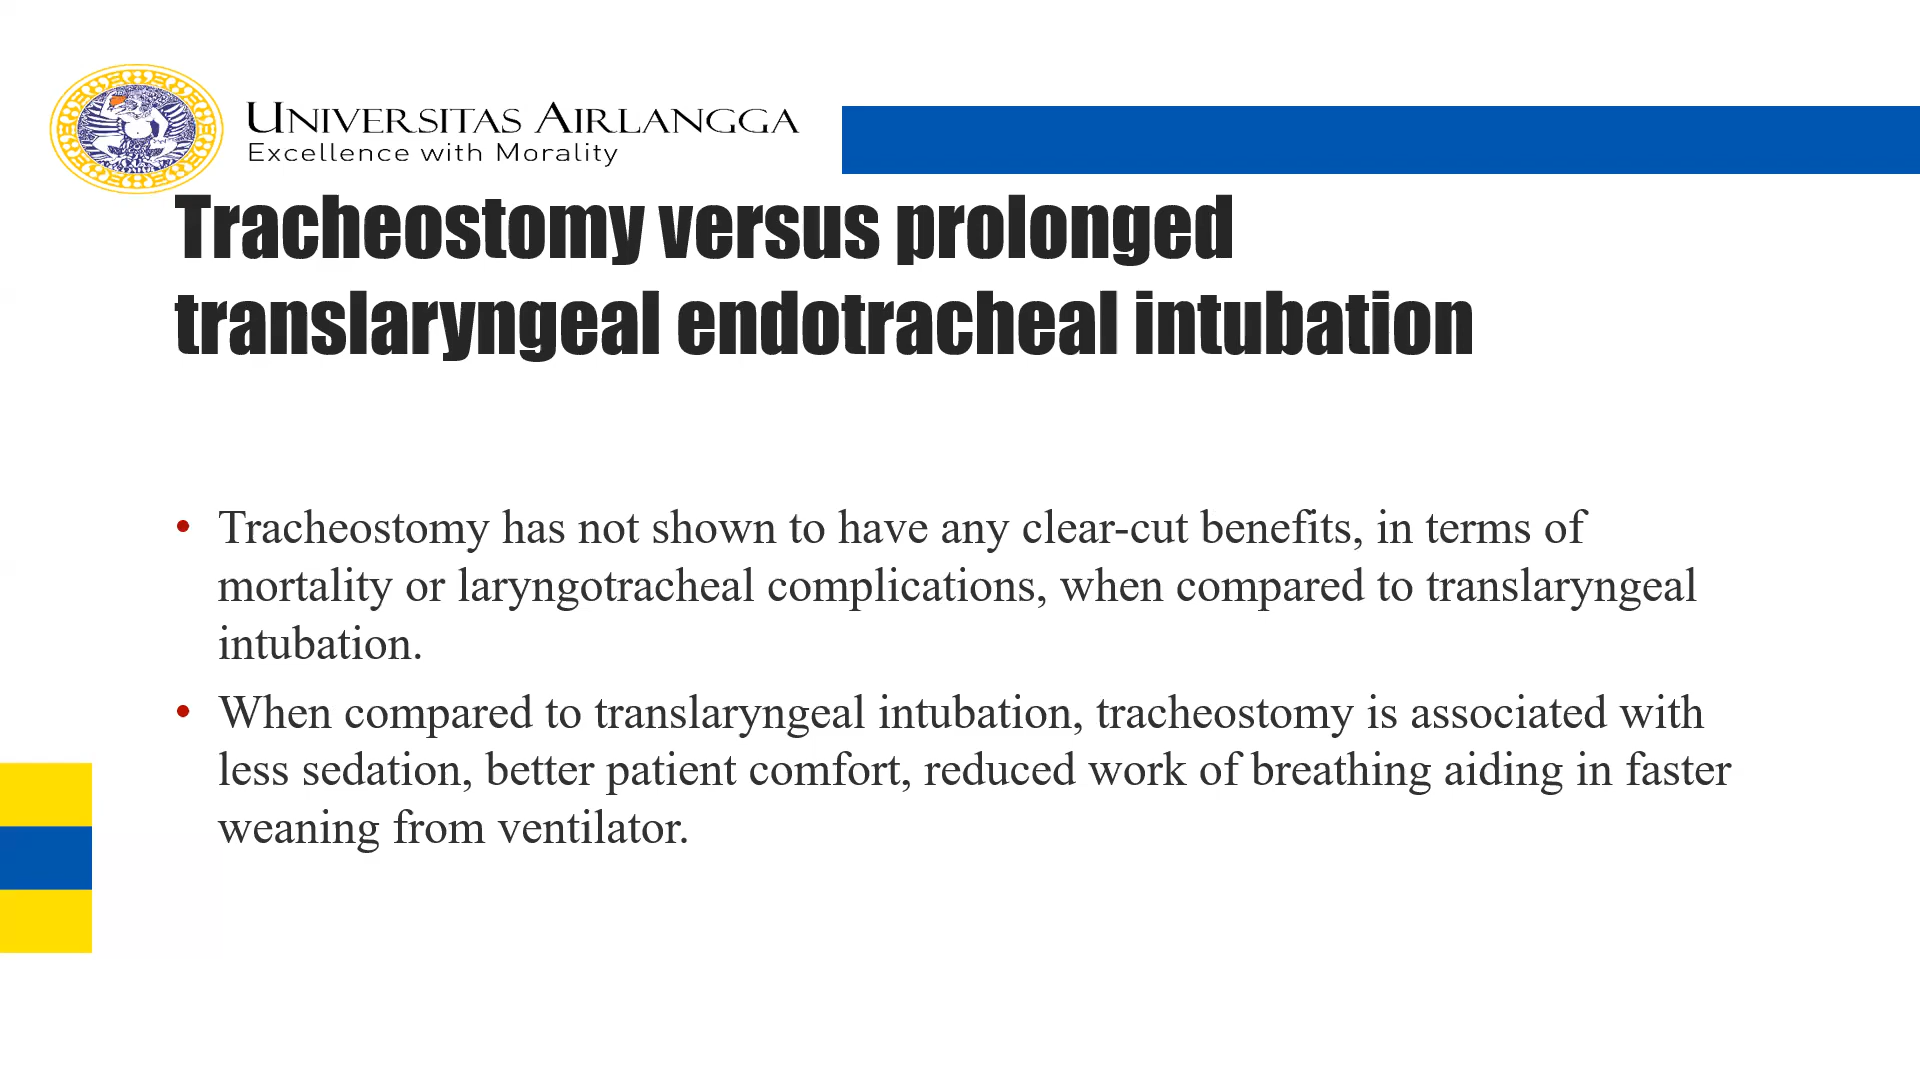 UNIVERSITAS AIRLANGGA
Excellence with Morality
Tracheostomy versus prolonged
translaryngeal endotracheal intubation
• Tracheostomy has not shown to have any clear-cut benefits, in terms of
mortality or laryngotracheal complications, when compared to translaryngeal
intubation.
• When compared to translaryngeal intubation, tracheostomy is associated with
less sedation, better patient comfort, reduced work of breathing aiding in faster
weaning from ventilator.